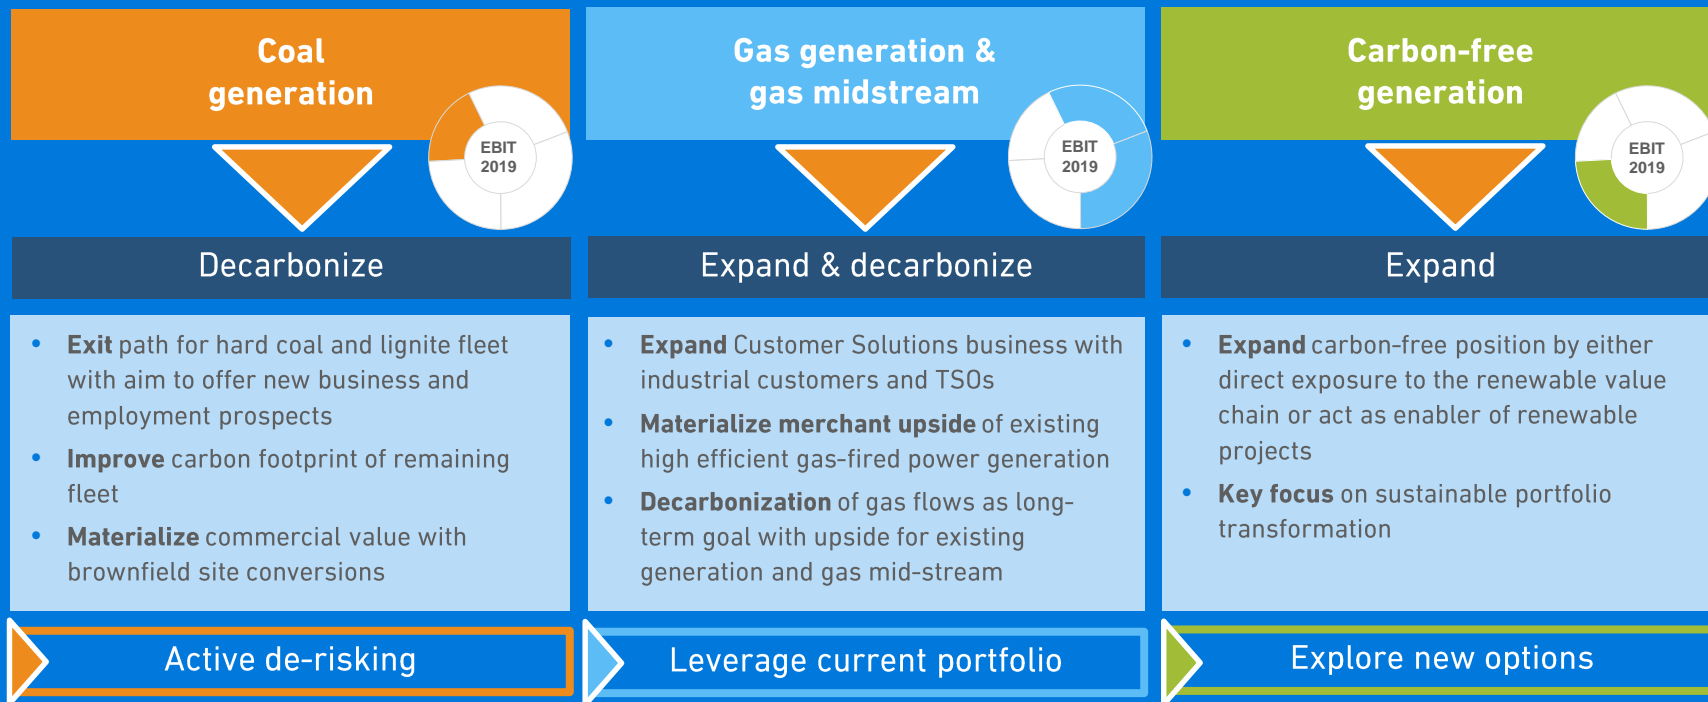 Coal
generation
EBIT
2019
Decarbonize
• Exit path for hard coal and lignite fleet
with aim to offer new business and
employment prospects
• Improve carbon footprint of remaining
fleet
• Materialize commercial value with
brownfield site conversions
Active de-risking
Gas generation &
gas midstream
EBIT
2019
Expand & decarbonize
• Expand Customer Solutions business with
industrial customers and TSOs
• Materialize merchant upside of existing
high efficient gas-fired power generation
• Decarbonization of gas flows as long-
term goal with upside for existing
generation and gas mid-stream
Leverage current portfolio
Carbon-free
generation
EBIT
2019
Expand
• Expand carbon-free position by either
direct exposure to the renewable value
chain or act as enabler of renewable
projects
• Key focus on sustainable portfolio
transformation
Explore new options